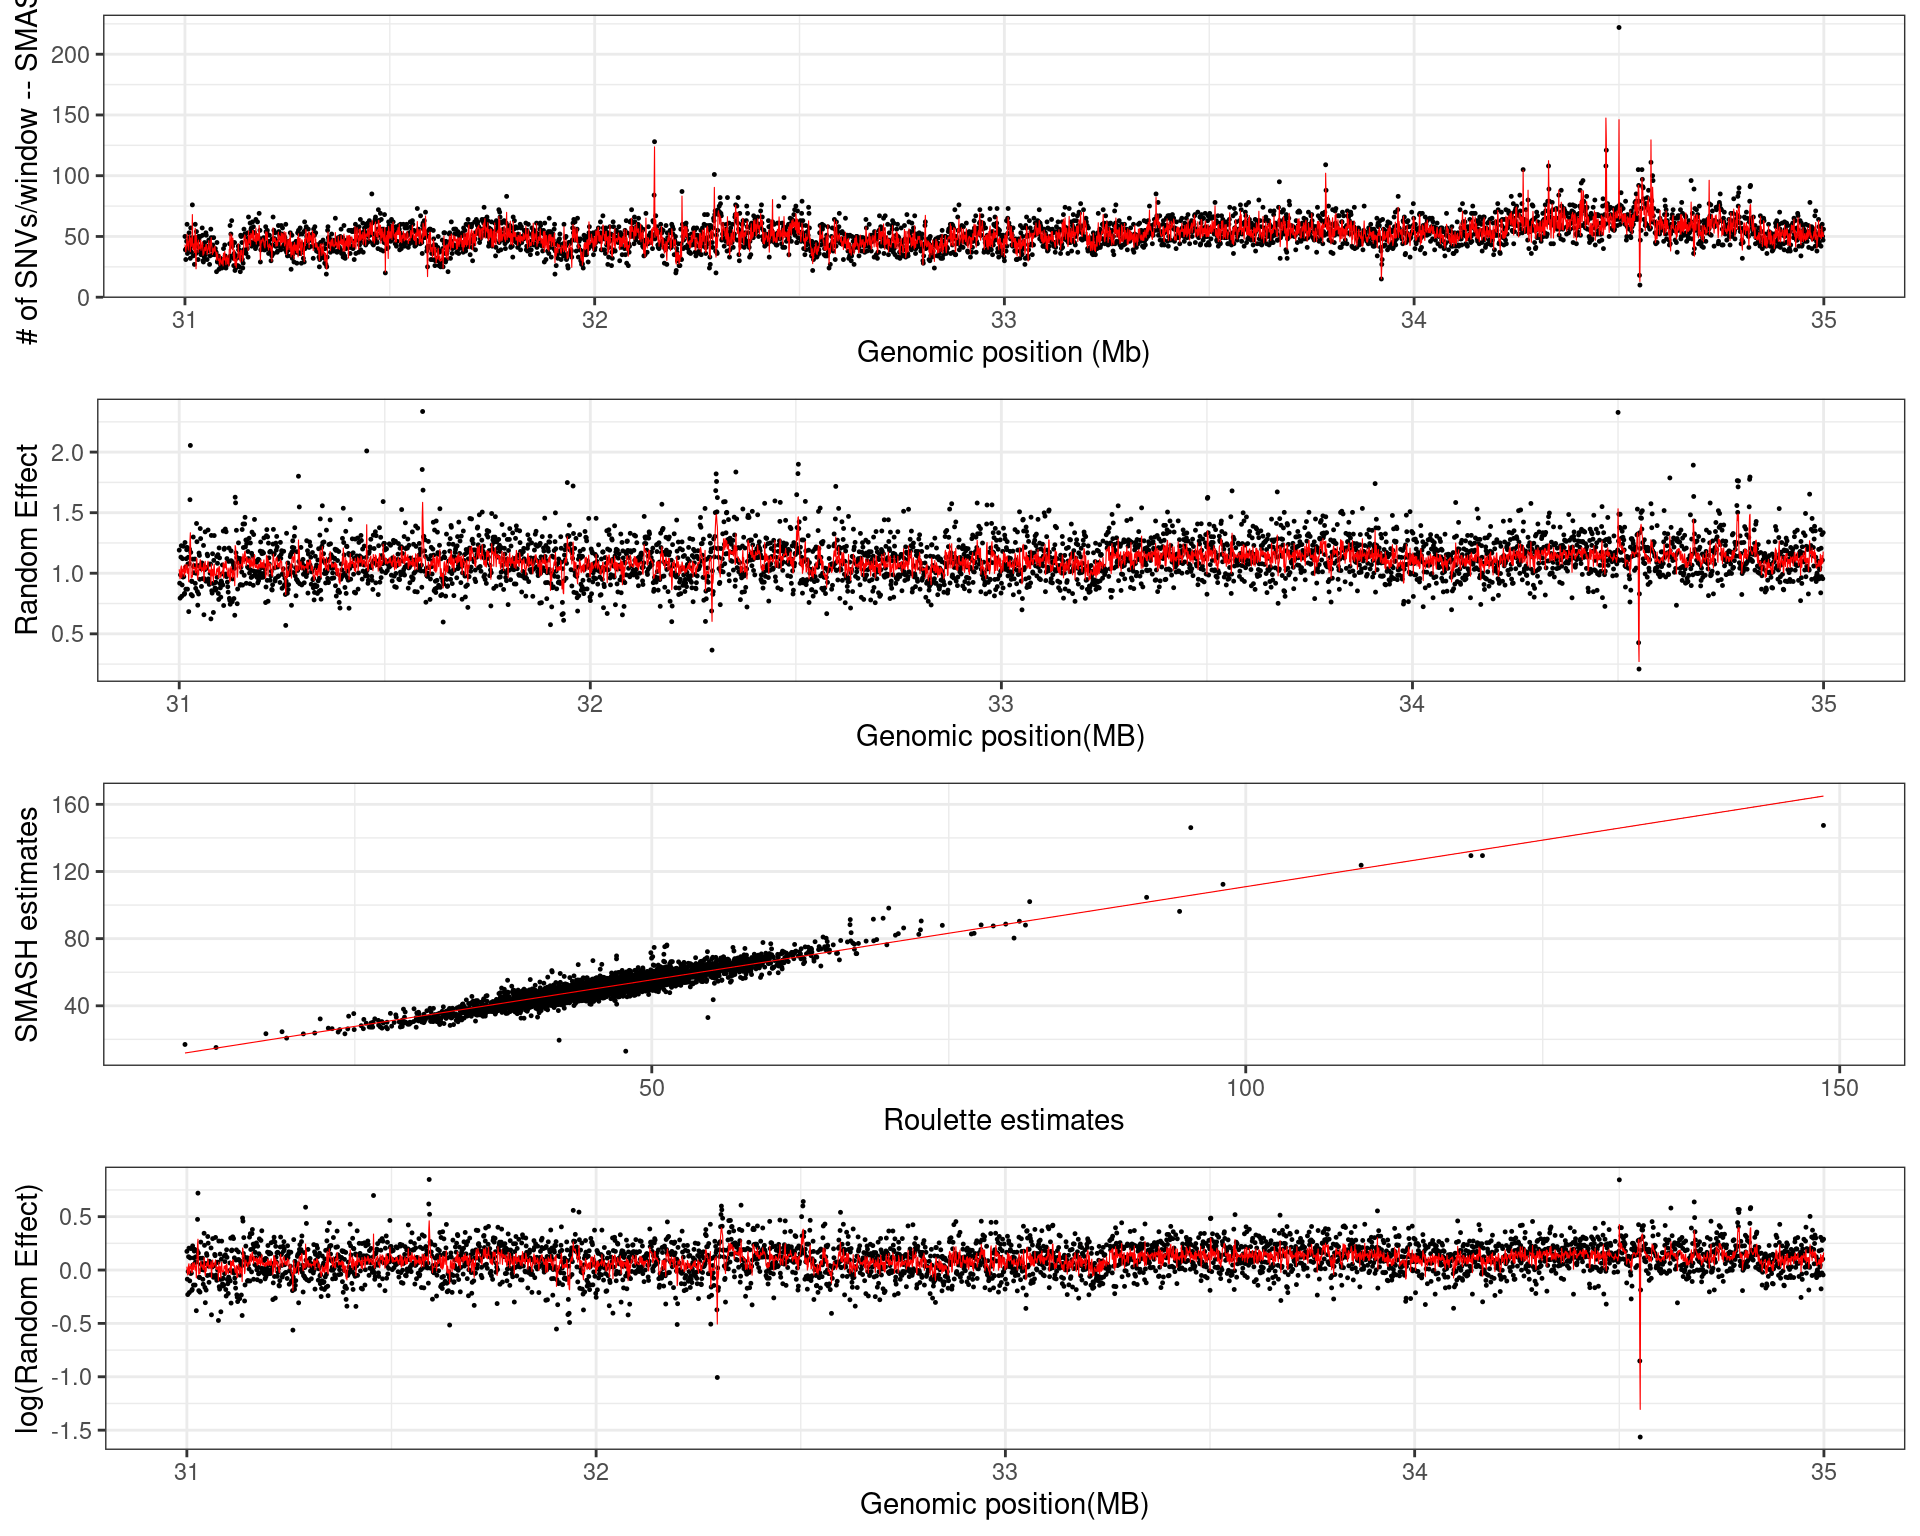 # of SNVs/window -- SMAS
200
150
100
50
0
31 32 33 34 35
Genomic position (Mb)
Random Effect
2.0
1.5
1.0
0.5
31 32 33 34 35
Genomic position(MB)
SMASH estimates
160
120
80
40
50 100 150
Roulette estimates
log(Random Effect)
0.5
0.0
-0.5
-1.0
-1.5
31 32 33 34 35
Genomic position(MB)